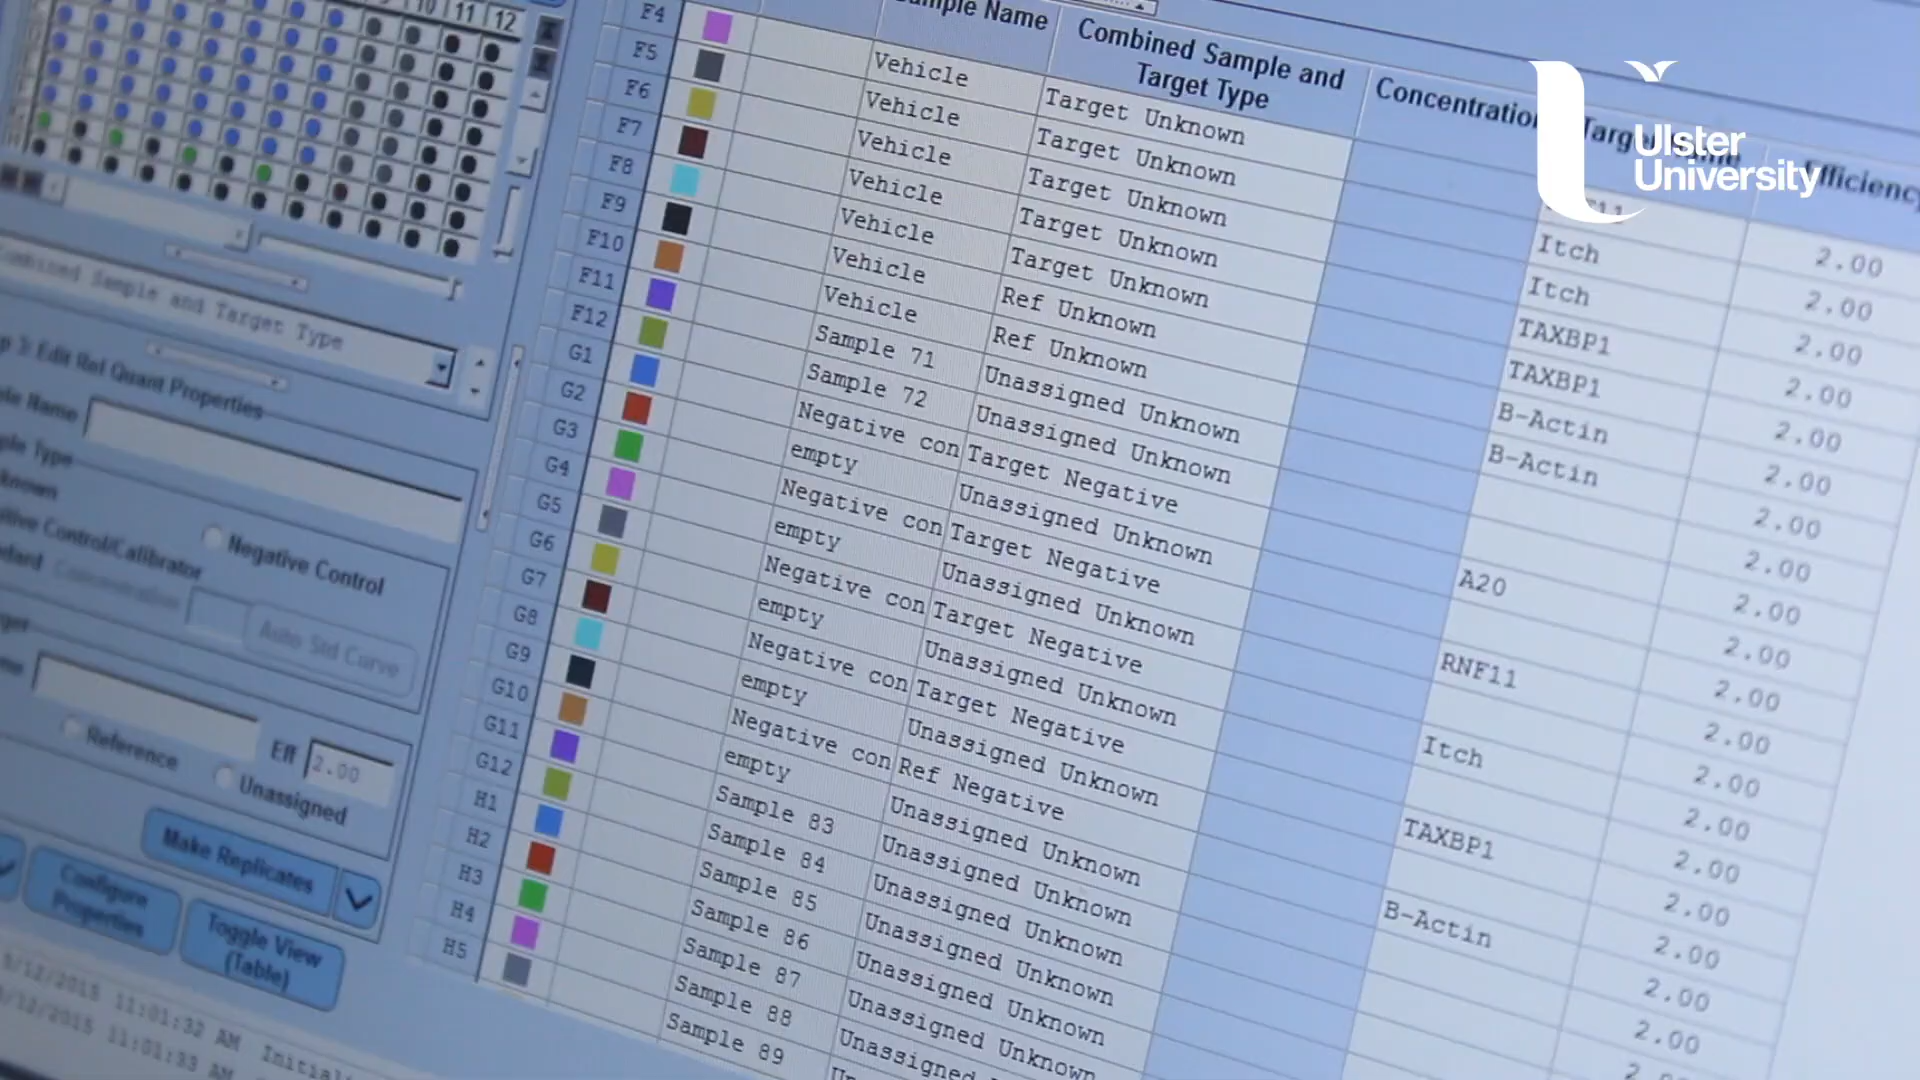 10 11 12
Combined Sample and Target Type
Edit Rel Quant Properties
Name
Type
Negative Control
Control/Calibrator
Concentration
Auto Std Curve
Reference
Eff 2.00
Unassigned
Make Replicates
Configure Properties
Toggle View (Table)
11:01:32 AM
11:01:33 AM
Sample Name Combined Sample and Target Type Concentration Efficiency
F4 Vehicle Target Unknown
F5 Vehicle Target Unknown Itch 2.00
F6 Vehicle Target Unknown Itch 2.00
F7 Vehicle Target Unknown TAXBP1 2.00
F8 Vehicle Target Unknown TAXBP1 2.00
F9 Vehicle Ref Unknown B-Actin 2.00
F10 Vehicle Ref Unknown B-Actin 2.00
F11 Sample 71 Unassigned Unknown 2.00
F12 Sample 72 Unassigned Unknown 2.00
G1 Negative con Target Negative A20 2.00
G2 empty Unassigned Unknown 2.00
G3 Negative con Target Negative RNF11 2.00
G4 empty Unassigned Unknown 2.00
G5 Negative con Target Negative Itch 2.00
G6 empty Unassigned Unknown 2.00
G7 Negative con Target Negative TAXBP1 2.00
G8 empty Unassigned Unknown 2.00
G9 Negative con Ref Negative B-Actin 2.00
G10 empty Unassigned Unknown 2.00
G11 Sample 83 Unassigned Unknown 2.00
G12 Sample 84 Unassigned Unknown 2.00
H1 Sample 85 Unassigned Unknown
H2 Sample 86 Unassigned Unknown
H3 Sample 87 Unassigned Unknown
H4 Sample 88 Unassigned
H5 Sample 89
Ulster
University